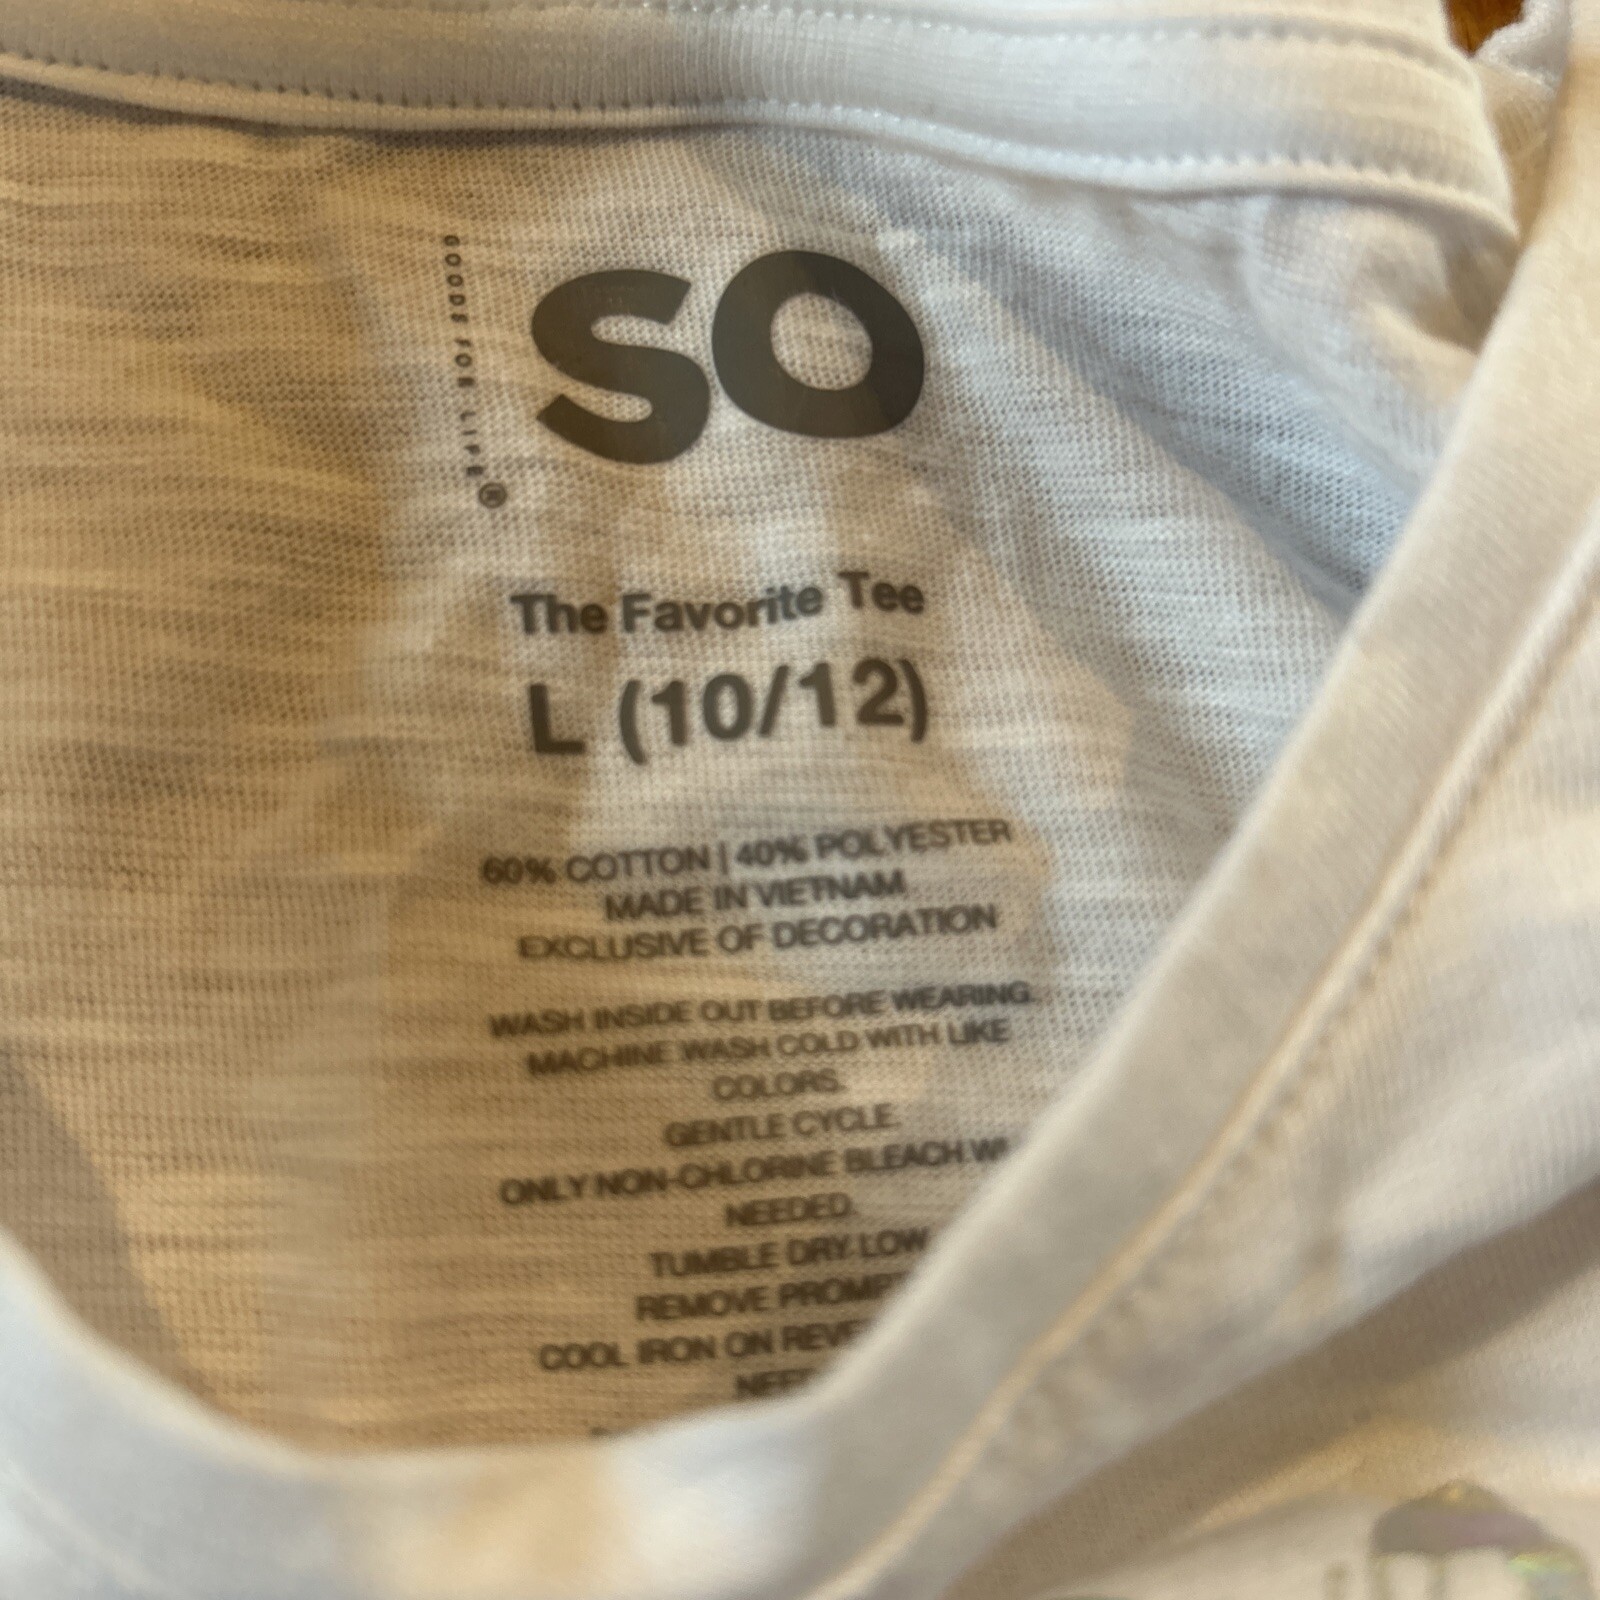 GOODS FOR LIFE®
SO
The Favorite Tee
L (10/12)
60% COTTON | 40% POLYESTER
MADE IN VIETNAM
EXCLUSIVE OF DECORATION
WASH INSIDE OUT BEFORE WEARING.
MACHINE WASH COLD WITH LIKE
COLORS.
GENTLE CYCLE.
ONLY NON-CHLORINE BLEACH
NEEDED.
TUMBLE DRY LOW
REMOVE
COOL IRON ON